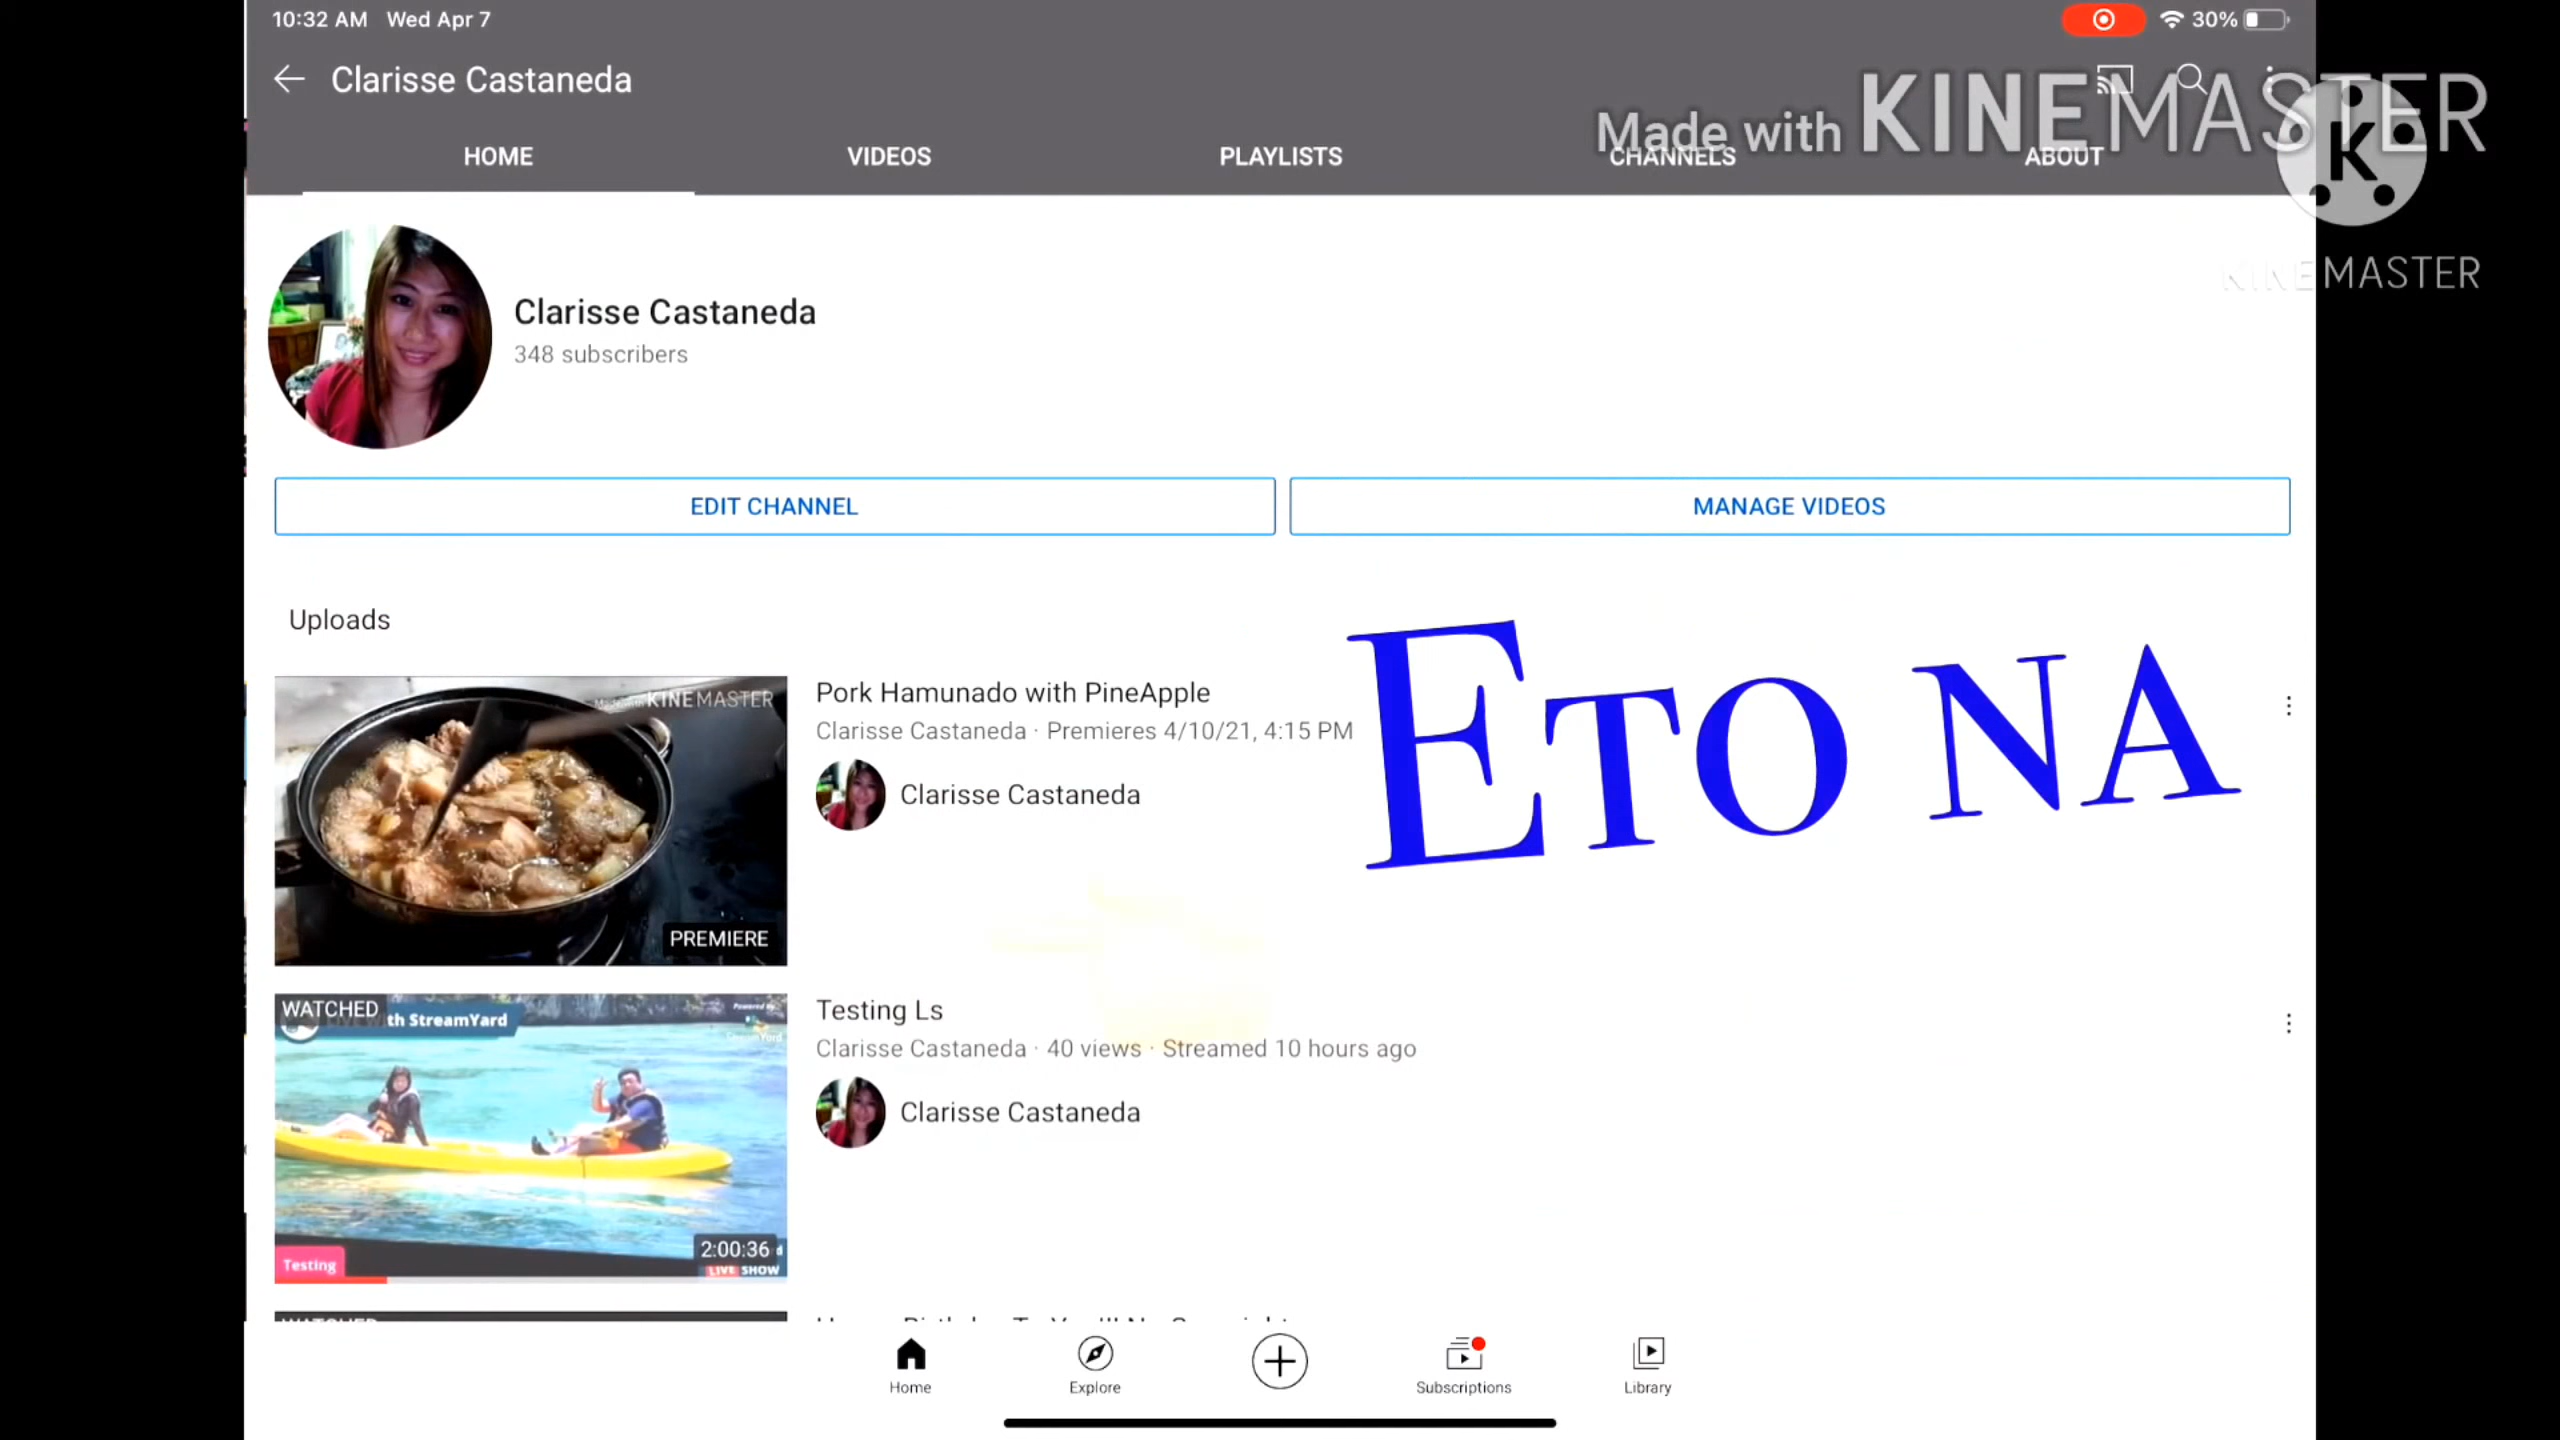 10:32 AM Wed Apr 7
30%
Clarisse Castaneda
Made with KINEMASTER
K
KINEMASTER
HOME
VIDEOS
PLAYLISTS
CHANNELS
ABOUT
Clarisse Castaneda
348 subscribers
EDIT CHANNEL
MANAGE VIDEOS
Uploads
ETO NA
KINEMASTER
PREMIERE
Pork Hamunado with PineApple
Clarisse Castaneda · Premieres 4/10/21, 4:15 PM
Clarisse Castaneda
WATCHED
th StreamYard
Powered by
Testing
2:00:36
LIVE SHOW
Testing Ls
Clarisse Castaneda · 40 views · Streamed 10 hours ago
Clarisse Castaneda
Home
Explore
Subscriptions
Library